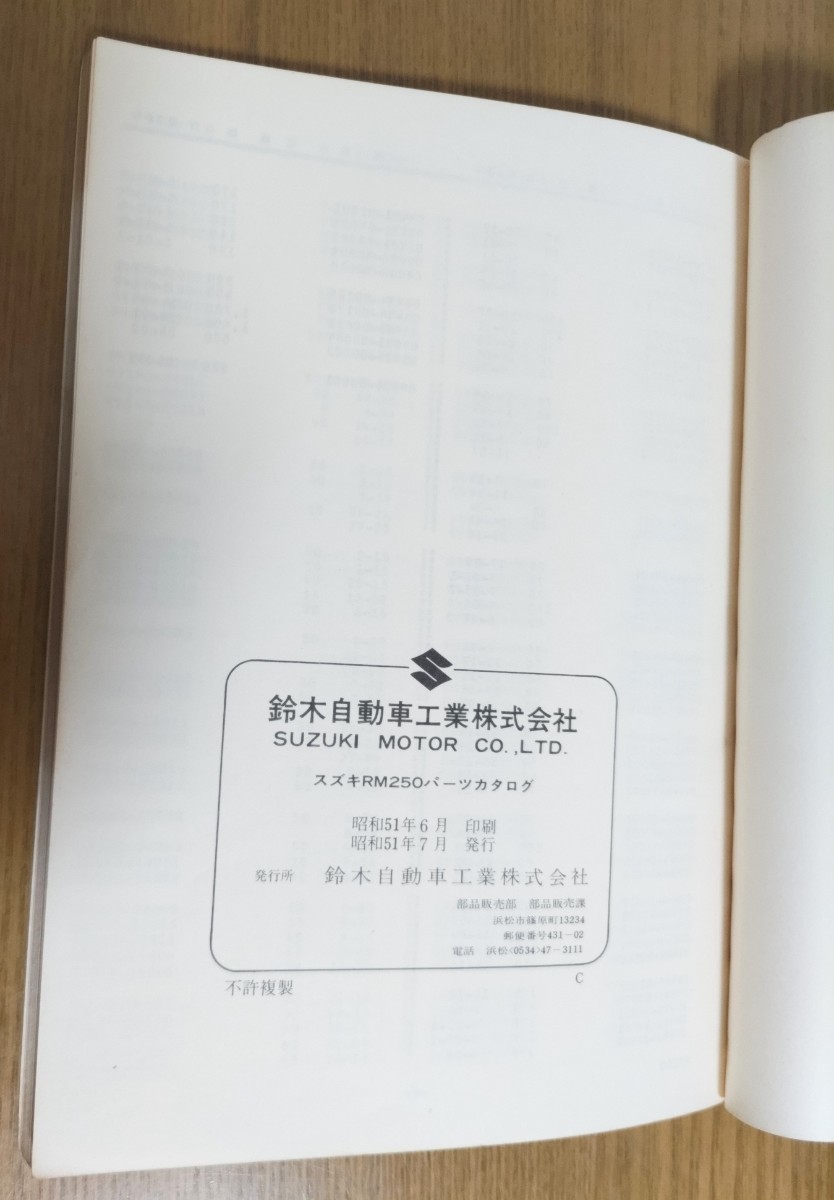 鈴木自動車工業株式会社
SUZUKI MOTOR CO.,LTD.
スズキRM250パーツカタログ
昭和51年6月 印刷
昭和51年7月 発行
発行所 鈴木自動車工業株式会社
部品販売部 部品販売課
浜松市篠原町13234
郵便番号431-02
電話 浜松<0534>47-3111
不許複製
C